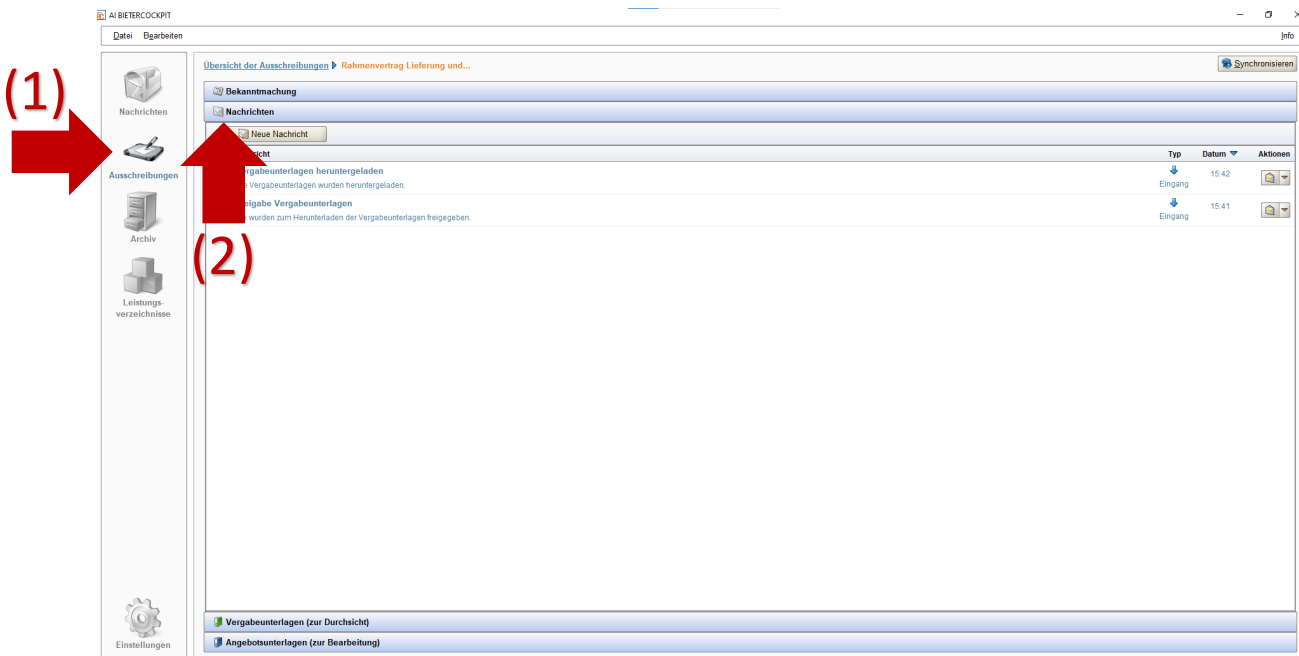 AI BIETERCOCKPIT
Datei Bearbeiten
Info
(1)
Nachrichten
Ausschreibungen
Archiv
Leistungs-
verzeichnisse
Einstellungen
Übersicht der Ausschreibungen Rahmenvertrag Lieferung und...
Synchronisieren
Bekanntmachung
Nachrichten
Neue Nachricht
Typ Datum Aktionen
heruntergeladen
Vergabeunterlagen wurden heruntergeladen.
Eingang
15:42
Vergabeunterlagen
wurden zum Herunterladen der Vergabeunterlagen freigegeben.
Eingang
15:41
(2)
Vergabeunterlagen (zur Durchsicht)
Angebotsunterlagen (zur Bearbeitung)